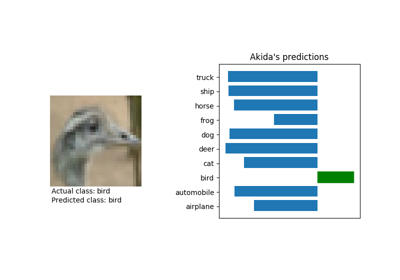 Akida's predictions
truck
ship
horse
frog
dog
deer
cat
bird
automobile
airplane
Actual class: bird
Predicted class: bird